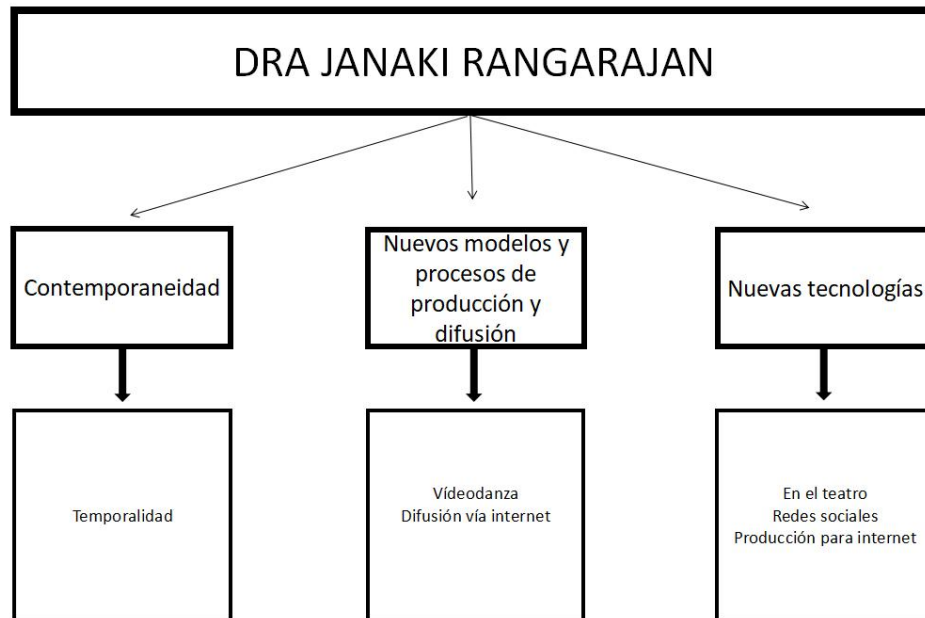 DRA JANAKI RANGARAJAN
Contemporaneidad
Nuevos modelos y
procesos de
producción y
difusión
Nuevas tecnologías
Temporalidad
Vídeodanza
Difusión vía internet
En el teatro
Redes sociales
Producción para internet